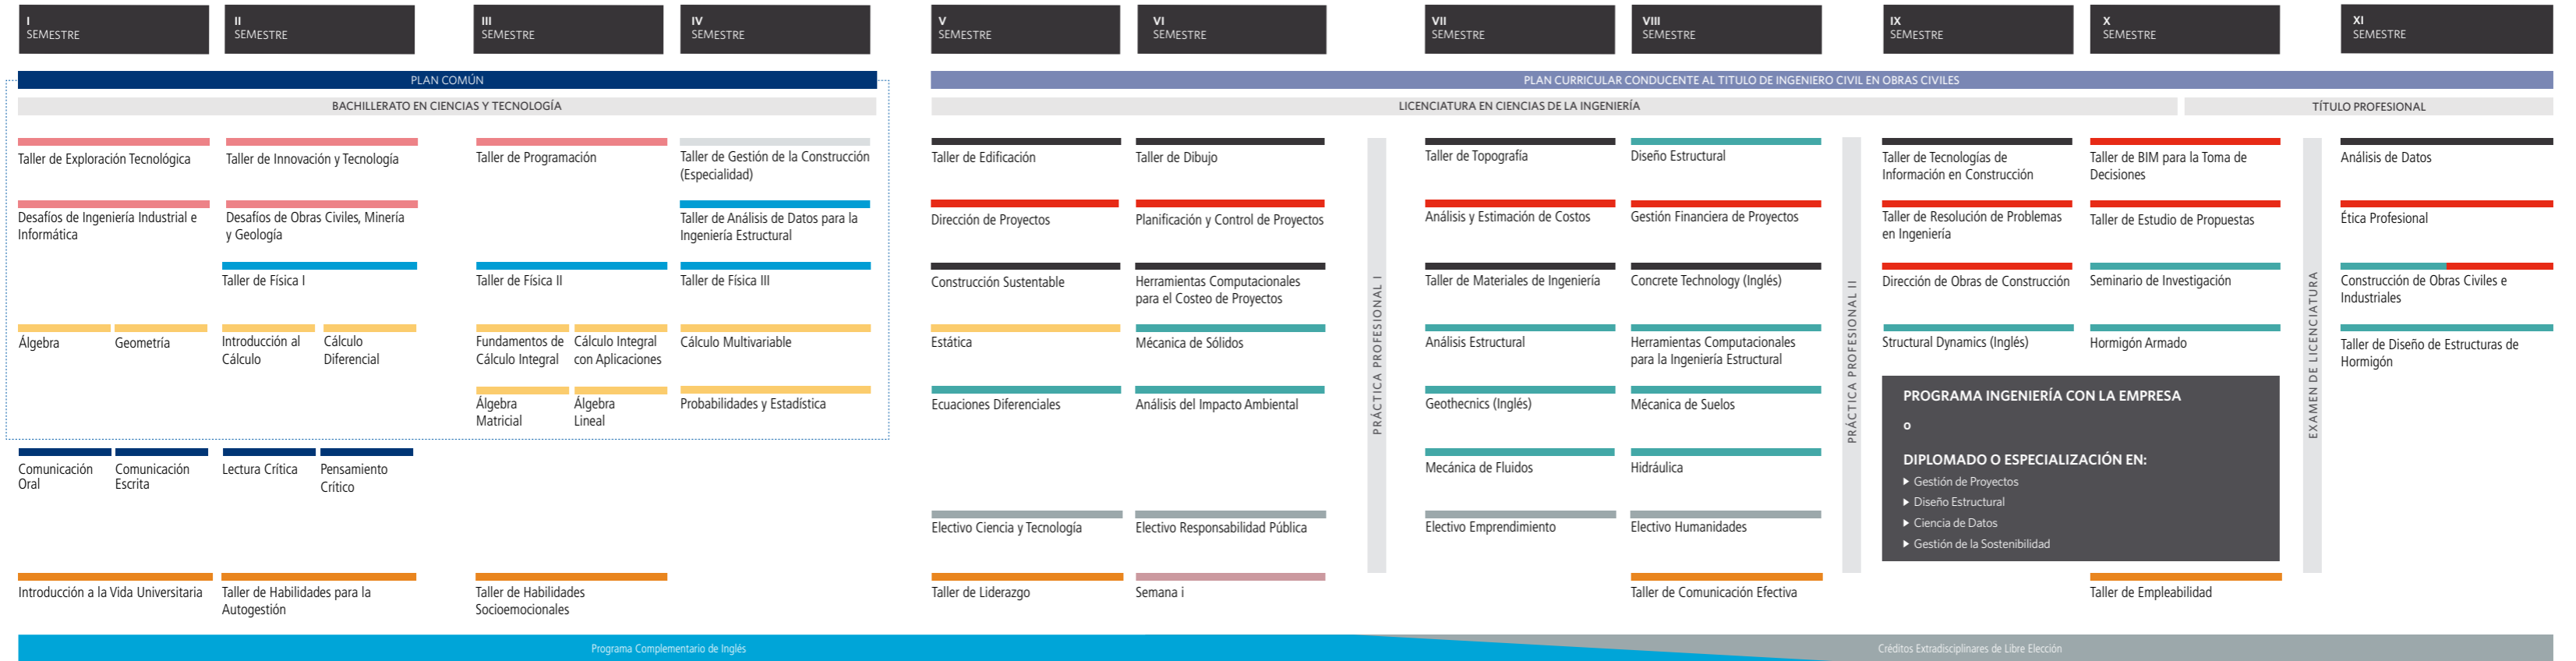 I
SEMESTRE
II
SEMESTRE
III
SEMESTRE
IV
SEMESTRE
V
SEMESTRE
VI
SEMESTRE
VII
SEMESTRE
VIII
SEMESTRE
IX
SEMESTRE
X
SEMESTRE
XI
SEMESTRE
PLAN COMÚN
PLAN CURRICULAR CONDUCENTE AL TITULO DE INGENIERO CIVIL EN OBRAS CIVILES
BACHILLERATO EN CIENCIAS Y TECNOLOGÍA
LICENCIATURA EN CIENCIAS DE LA INGENIERÍA
TÍTULO PROFESIONAL
Taller de Exploración Tecnológica
Taller de Innovación y Tecnología
Taller de Programación
Taller de Gestión de la Construcción
(Especialidad)
Taller de Edificación
Taller de Dibujo
Taller de Topografía
Diseño Estructural
Taller de Tecnologías de
Información en Construcción
Taller de BIM para la Toma de
Decisiones
Análisis de Datos
Desafíos de Ingeniería Industrial e
Informática
Desafíos de Obras Civiles, Minería
y Geología
Taller de Análisis de Datos para la
Ingeniería Estructural
Dirección de Proyectos
Planificación y Control de Proyectos
Análisis y Estimación de Costos
Gestión Financiera de Proyectos
Taller de Resolución de Problemas
en Ingeniería
Taller de Estudio de Propuestas
Ética Profesional
Taller de Física I
Taller de Física II
Taller de Física III
Construcción Sustentable
Herramientas Computacionales
para el Costeo de Proyectos
Taller de Materiales de Ingeniería
Concrete Technology (Inglés)
Dirección de Obras de Construcción
Seminario de Investigación
Construcción de Obras Civiles e
Industriales
Álgebra
Geometría
Introducción al
Cálculo
Cálculo
Diferencial
Fundamentos de
Cálculo Integral
Cálculo Integral
con Aplicaciones
Cálculo Multivariable
Estática
Mécanica de Sólidos
Análisis Estructural
Herramientas Computacionales
para la Ingeniería Estructural
Structural Dynamics (Inglés)
Hormigón Armado
Taller de Diseño de Estructuras de
Hormigón
Álgebra
Matricial
Álgebra
Lineal
Probabilidades y Estadística
Ecuaciones Diferenciales
Análisis del Impacto Ambiental
Geothecnics (Inglés)
Mécanica de Suelos
PRÁCTICA PROFESIONAL I
PRÁCTICA PROFESIONAL II
EXAMEN DE LICENCIATURA
PROGRAMA INGENIERÍA CON LA EMPRESA
o
DIPLOMADO O ESPECIALIZACIÓN EN:
Gestión de Proyectos
Diseño Estructural
Ciencia de Datos
Gestión de la Sostenibilidad
Comunicación
Oral
Comunicación
Escrita
Lectura Crítica
Pensamiento
Crítico
Mecánica de Fluidos
Hidráulica
Electivo Ciencia y Tecnología
Electivo Responsabilidad Pública
Electivo Emprendimiento
Electivo Humanidades
Introducción a la Vida Universitaria
Taller de Habilidades para la
Autogestión
Taller de Habilidades
Socioemocionales
Taller de Liderazgo
Semana i
Taller de Comunicación Efectiva
Taller de Empleabilidad
Programa Complementario de Inglés
Créditos Extradisciplinares de Libre Elección